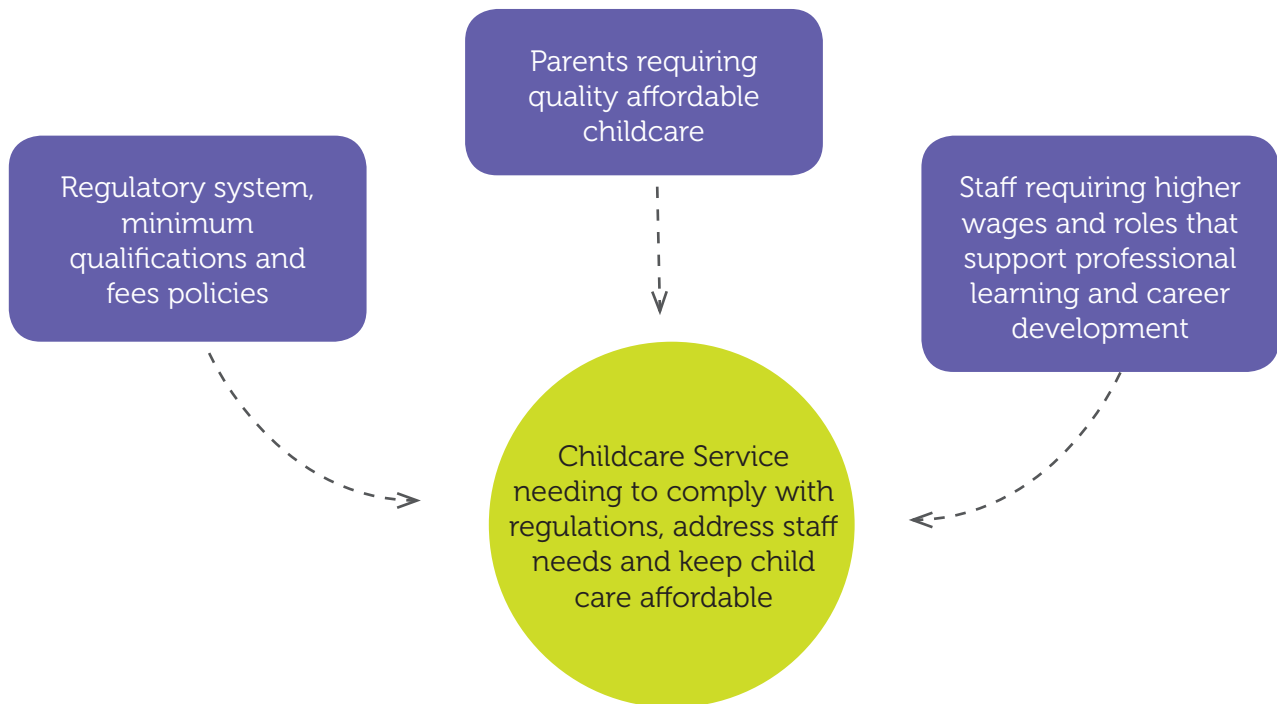 Parents requiring
quality affordable
childcare
Regulatory system,
minimum
qualifications and
fees policies
Staff requiring higher
wages and roles that
support professional
learning and career
development
Childcare Service
needing to comply with
regulations, address staff
needs and keep child
care affordable